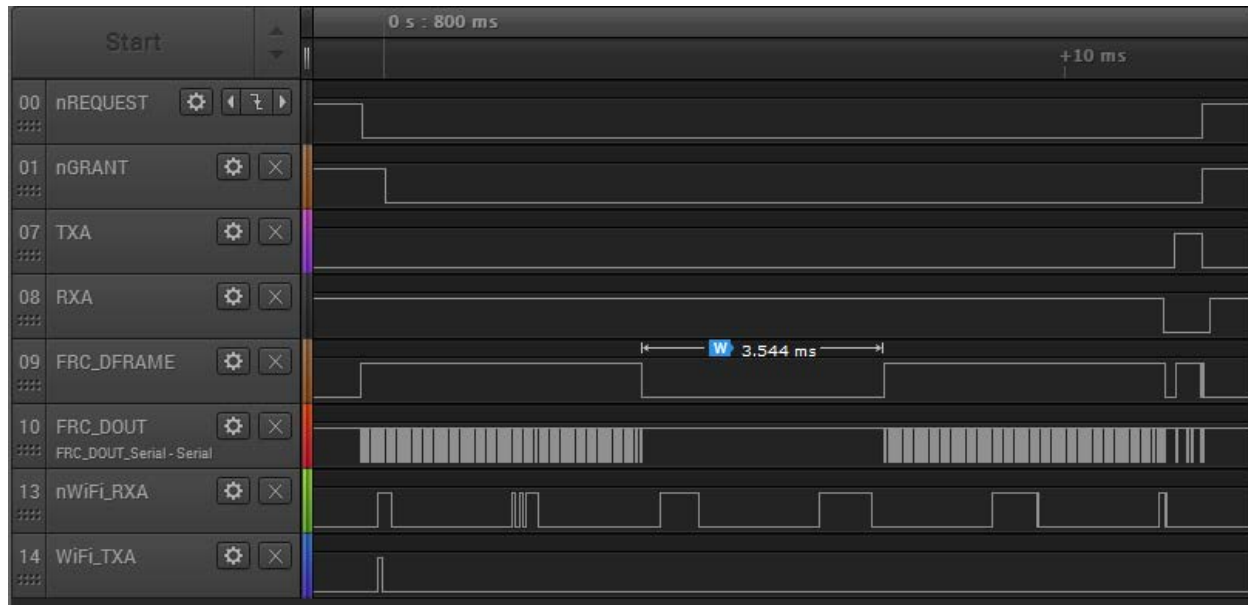 Start
0 s : 800 ms
+10 ms
00 nREQUEST
01 nGRANT
07 TXA
08 RXA
W 3.544 ms
09 FRC_DFRAME
10 FRC_DOUT
FRC_DOUT_Serial - Serial
13 nWiFi_RXA
14 WiFi_TXA